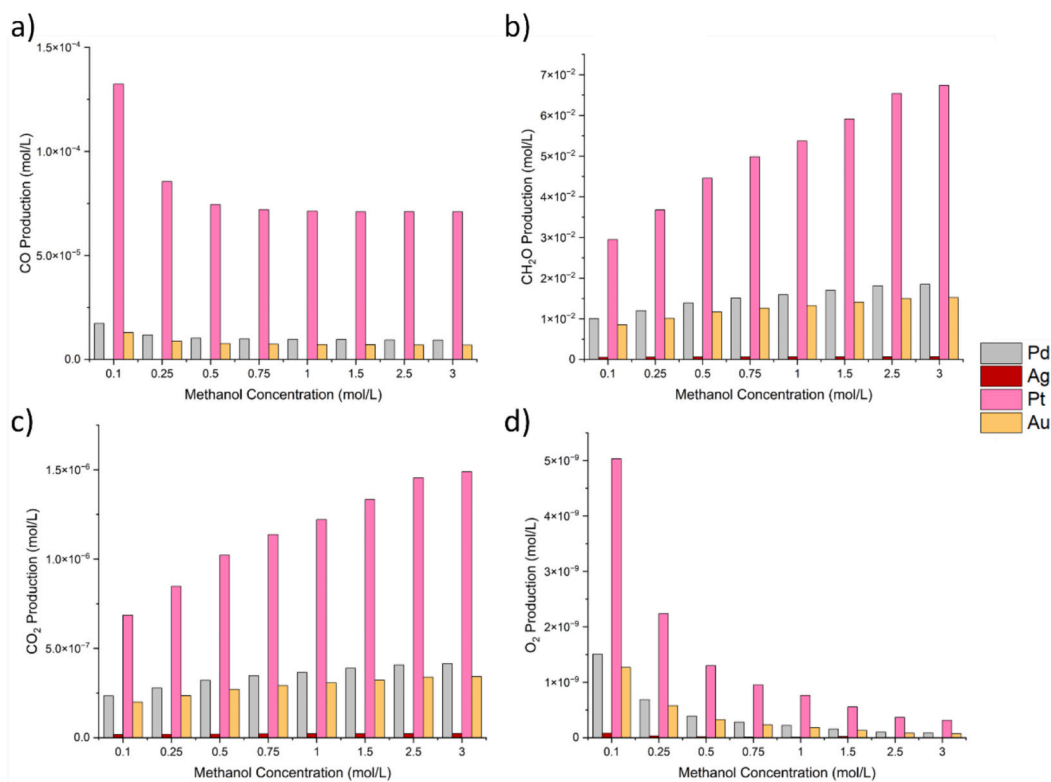 a)
1.5×10⁻⁴
1.0×10⁻⁴
5.0×10⁻⁵
0.0
CO Production (mol/L)
0.1 0.25 0.5 0.75 1 1.5 2.5 3
Methanol Concentration (mol/L)
b)
7×10⁻²
6×10⁻²
5×10⁻²
4×10⁻²
3×10⁻²
2×10⁻²
1×10⁻²
0
CH₂O Production (mol/L)
0.1 0.25 0.5 0.75 1 1.5 2.5 3
Methanol Concentration (mol/L)
Pd
Ag
Pt
Au
c)
1.5×10⁻⁶
1.0×10⁻⁶
5.0×10⁻⁷
0.0
CO₂ Production (mol/L)
0.1 0.25 0.5 0.75 1 1.5 2.5 3
Methanol Concentration (mol/L)
d)
5×10⁻⁹
4×10⁻⁹
3×10⁻⁹
2×10⁻⁹
1×10⁻⁹
0
O₂ Production (mol/L)
0.1 0.25 0.5 0.75 1 1.5 2.5 3
Methanol Concentration (mol/L)